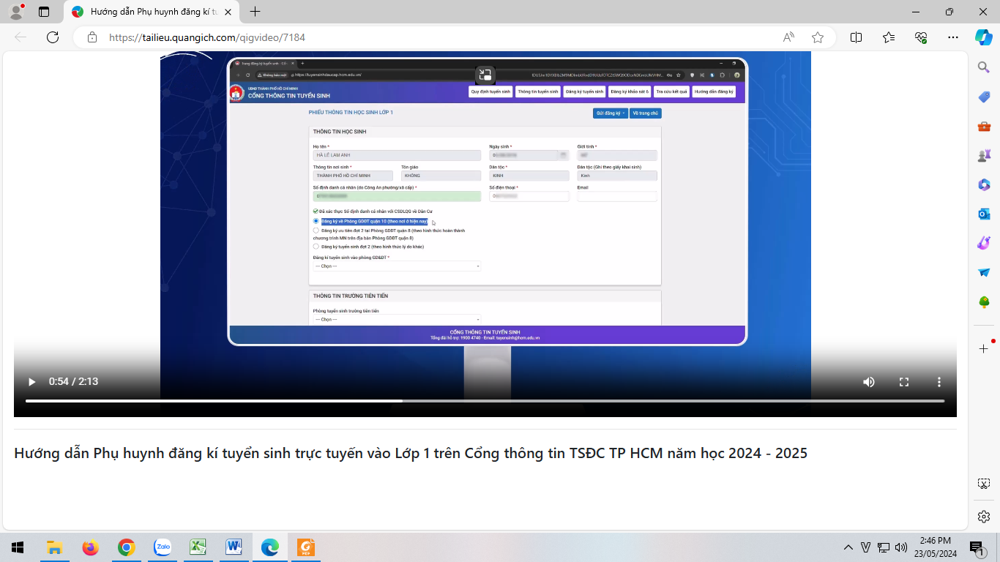 Hướng dẫn Phụ huynh đăng kí tu
https://tailieu.quangich.com/qigvideo/7184
Trang đăng ký tuyển sinh - Cổ
Không bảo mật
https://tuyensinhdaucap.hcm.edu.vn/
UBND THÀNH PHỐ HỒ CHÍ MINH
CỔNG THÔNG TIN TUYỂN SINH
Quy định tuyển sinh
Thông tin tuyển sinh
Đăng ký tuyển sinh
Đăng ký khảo sát 6
Tra cứu kết quả
Hướng dẫn đăng ký
PHIẾU THÔNG TIN HỌC SINH LỚP 1
Gửi đăng ký
Về trang chủ
THÔNG TIN HỌC SINH
Họ tên *
Ngày sinh *
Giới tính *
HÀ LÊ LAM ANH
Thông tin nơi sinh *
Tôn giáo
Dân tộc *
Dân tộc (Ghi theo giấy khai sinh)
THÀNH PHỐ HỒ CHÍ MINH
KHÔNG
KINH
Kinh
Số định danh cá nhân (do Công An phường/xã cấp) *
Số điện thoại *
Email
Đã xác thực Số định danh cá nhân với CSDLQG về Dân Cư
Đăng ký về Phòng GDĐT quận 10 (theo nơi ở hiện nay)
Đăng ký ưu tiên đợt 2 tại Phòng GDĐT quận 8 (theo hình thức hoàn thành
chương trình MN trên địa bàn Phòng GDĐT quận 8)
Đăng ký tuyển sinh đợt 2 (theo hình thức lý do khác)
Đăng kí tuyển sinh vào phòng GD&ĐT *
--- Chọn ---
THÔNG TIN TRƯỜNG TIÊN TIẾN
Phòng tuyển sinh trường tiên tiến
--- Chọn ---
CỔNG THÔNG TIN TUYỂN SINH
Tổng đài hỗ trợ: 1900 4740 - Email: tuyensinh@hcm.edu.vn
0:54 / 2:13
Hướng dẫn Phụ huynh đăng kí tuyển sinh trực tuyến vào Lớp 1 trên Cổng thông tin TSĐC TP HCM năm học 2024 - 2025
Zalo
PDF
2:46 PM
23/05/2024
1